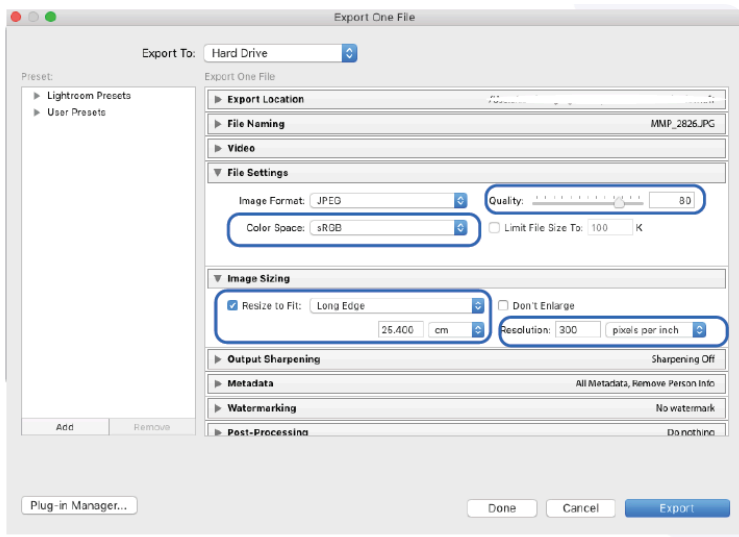 Export One File
Export To: Hard Drive
Preset:
Export One File
Lightroom Presets
User Presets
Export Location
File Naming MMP_2826.JPG
Video
File Settings
Image Format: JPEG Quality: 80
Color Space: sRGB Limit File Size To: 100 K
Image Sizing
Resize to Fit: Long Edge Don't Enlarge
25.400 cm Resolution: 300 pixels per inch
Output Sharpening Sharpening Off
Metadata All Metadata, Remove Person Info
Watermarking No watermark
Add Remove
Post-Processing Do nothing
Plug-in Manager... Done Cancel Export